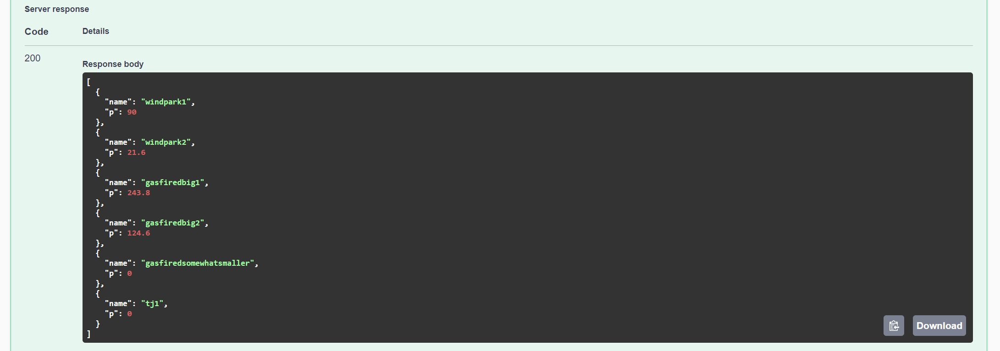 Server response
Code Details
200
Response body
[
  {
    "name": "windpark1",
    "p": 90
  },
  {
    "name": "windpark2",
    "p": 21.6
  },
  {
    "name": "gasfiredbig1",
    "p": 243.8
  },
  {
    "name": "gasfiredbig2",
    "p": 124.6
  },
  {
    "name": "gasfiredsomewhatsmaller",
    "p": 0
  },
  {
    "name": "tj1",
    "p": 0
  }
]
Download